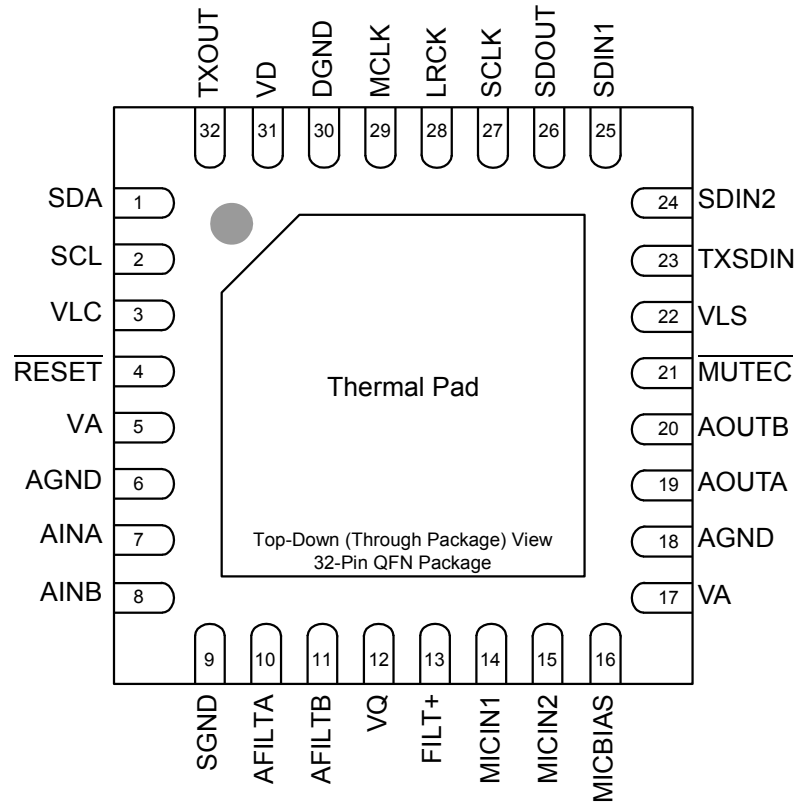 TXOUT
VD
DGND
MCLK
LRCK
SCLK
SDOUT
SDIN1
32
31
30
29
28
27
26
25
SDA 1
SCL 2
VLC 3
RESET 4
VA 5
AGND 6
AINA 7
AINB 8
24 SDIN2
23 TXSDIN
22 VLS
21 MUTEC
20 AOUTB
19 AOUTA
18 AGND
17 VA
Thermal Pad
Top-Down (Through Package) View
32-Pin QFN Package
9
10
11
12
13
14
15
16
SGND
AFILTA
AFILTB
VQ
FILT+
MICIN1
MICIN2
MICBIAS